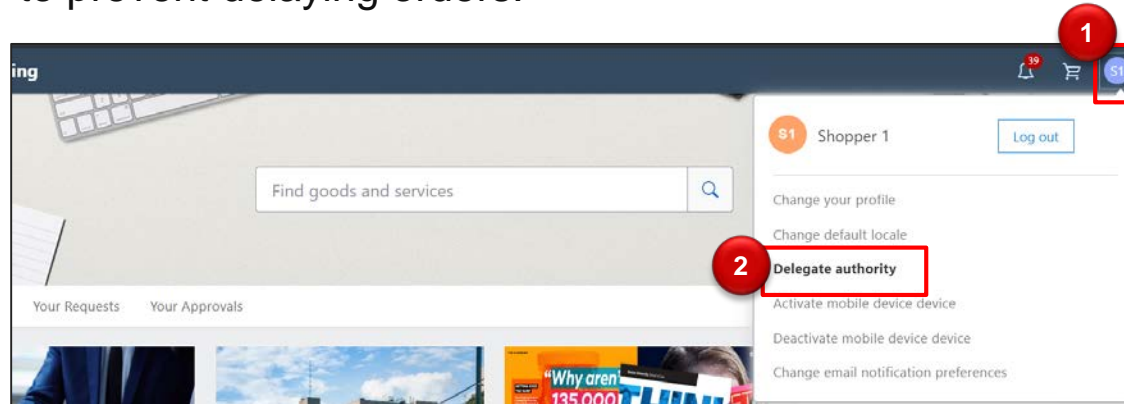 to prevent delaying orders.
1
ing
39
S1
S1 Shopper 1 Log out
Find goods and services
Change your profile
Change default locale
2
Delegate authority
Your Requests Your Approvals
Activate mobile device device
Deactivate mobile device device
Change email notification preferences
"Why aren't
135,000